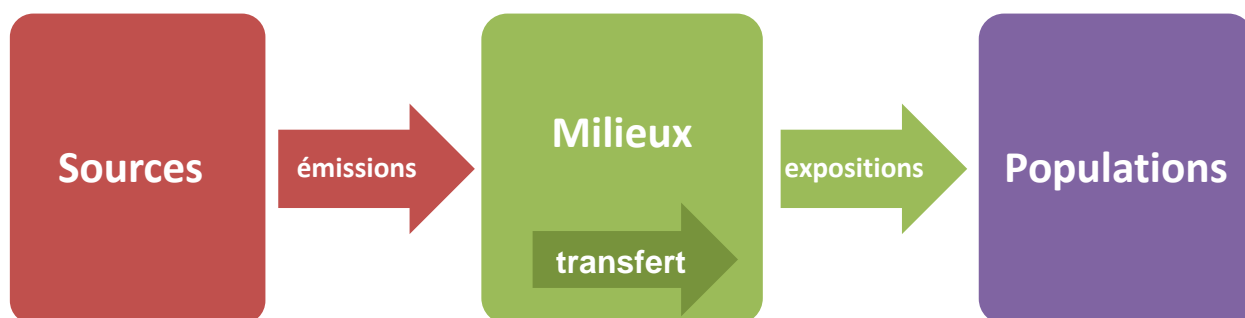 Sources
émissions
Milieux
transfert
expositions
Populations